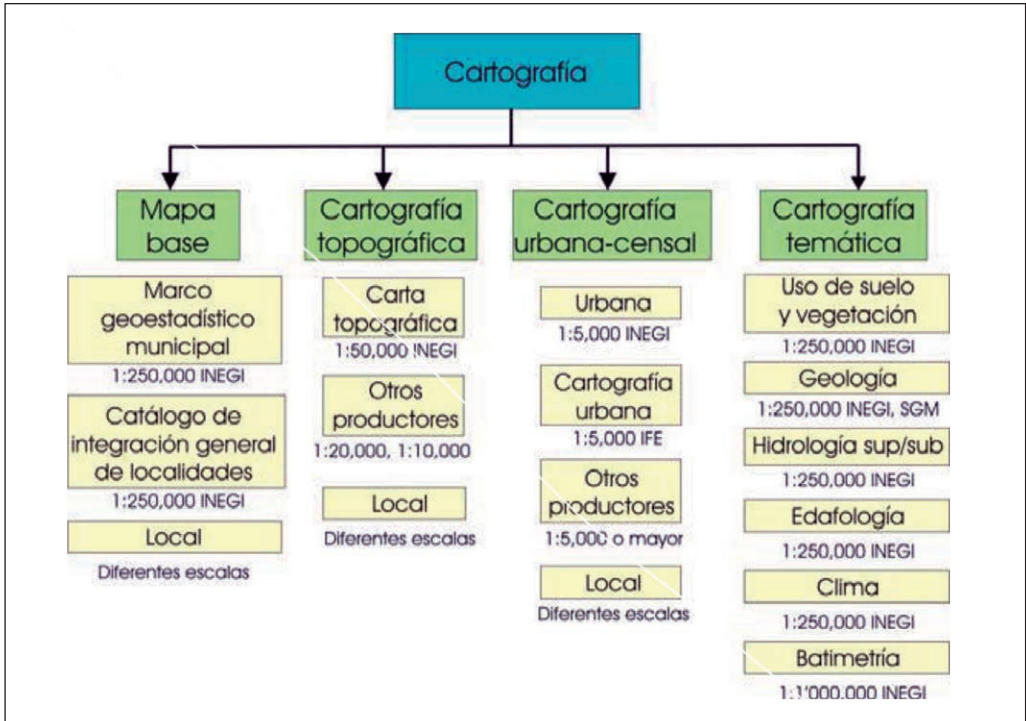 Cartografía
Mapa
base
Marco
geoestadístico
municipal
1:250,000 INEGI
Catálogo de
integración general
de localidades
1:250,000 INEGI
Local
Diferentes escalas
Cartografía
topográfica
Carta
topográfica
1:50,000 INEGI
Otros
productores
1:20,000, 1:10,000
Local
Diferentes escalas
Cartografía
urbana-censal
Urbana
1:5,000 INEGI
Cartografía
urbana
1:5,000 IFE
Otros
productores
1:5,000 o mayor
Local
Diferentes escalas
Cartografía
temática
Uso de suelo
y vegetación
1:250,000 INEGI
Geología
1:250,000 INEGI, SGM
Hidrología sup/sub
1:250,000 INEGI
Edafología
1:250,000 INEGI
Clima
1:250,000 INEGI
Batimetría
1:1'000,000 INEGI